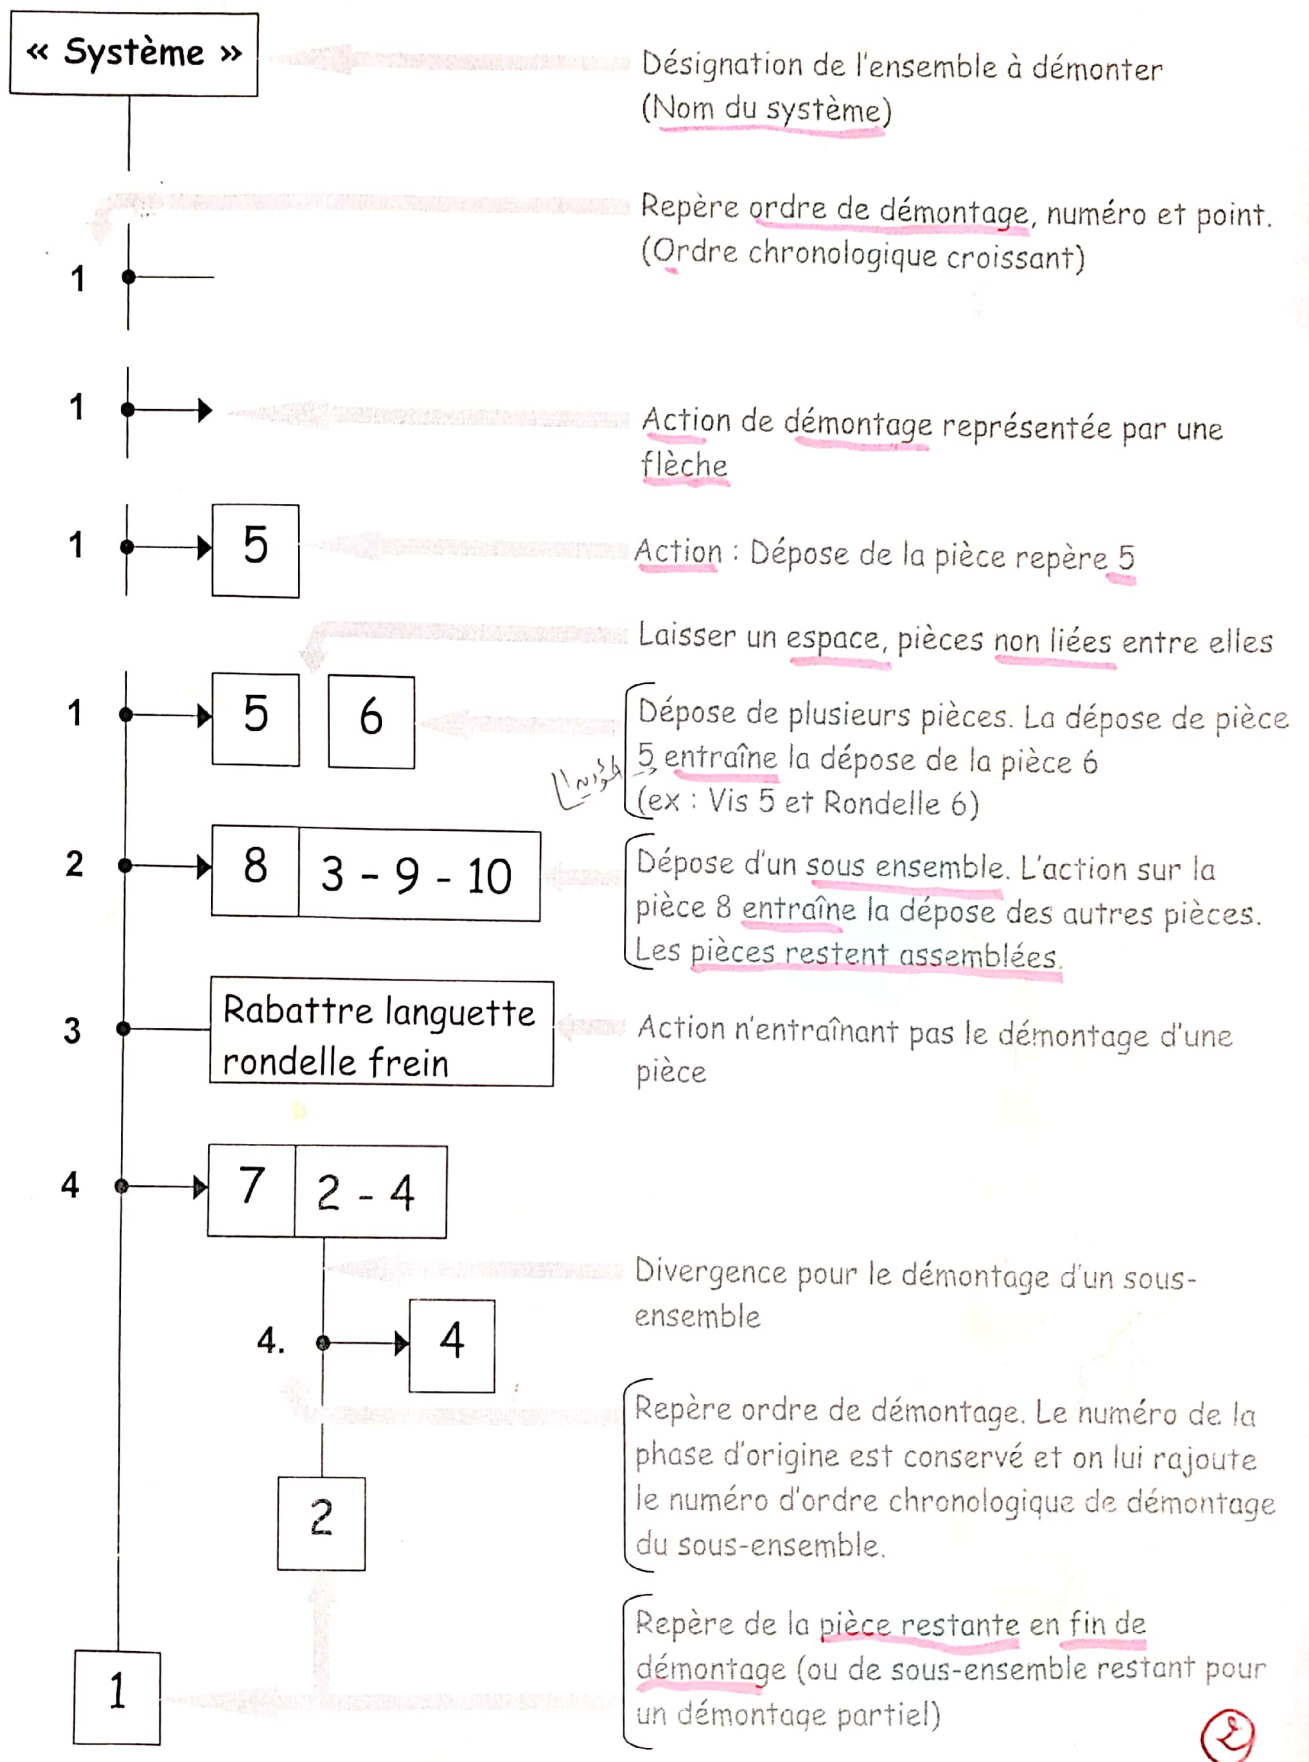 « Système »
Désignation de l'ensemble à démonter
(Nom du système)
Repère ordre de démontage, numéro et point.
(Ordre chronologique croissant)
1
1
Action de démontage représentée par une
flèche
1
5
Action : Dépose de la pièce repère 5
Laisser un espace, pièces non liées entre elles
1
5
6
Dépose de plusieurs pièces. La dépose de pièce
5 entraîne la dépose de la pièce 6
(ex : Vis 5 et Rondelle 6)
2
8
3 - 9 - 10
Dépose d'un sous ensemble. L'action sur la
pièce 8 entraîne la dépose des autres pièces.
Les pièces restent assemblées.
3
Rabattre languette
rondelle frein
Action n'entraînant pas le démontage d'une
pièce
4
7
2 - 4
Divergence pour le démontage d'un sous-
ensemble
4.
4
Repère ordre de démontage. Le numéro de la
phase d'origine est conservé et on lui rajoute
le numéro d'ordre chronologique de démontage
du sous-ensemble.
2
Repère de la pièce restante en fin de
démontage (ou de sous-ensemble restant pour
un démontage partiel)
1
2